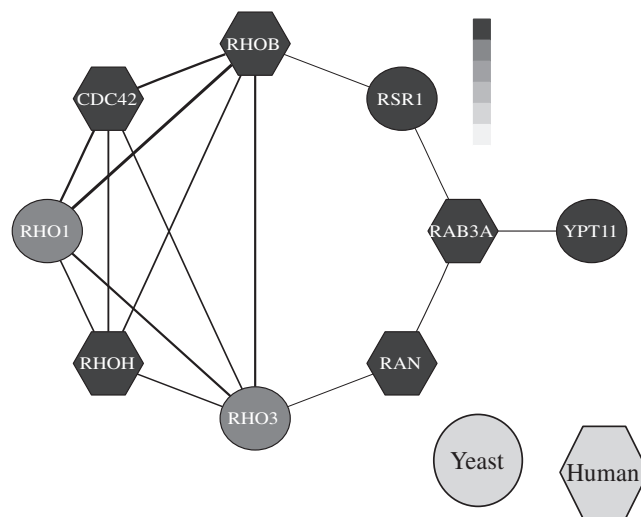 RHOB
CDC42
RSR1
RHO1
RAB3A
YPT11
RHOH
RAN
RHO3
Yeast
Human